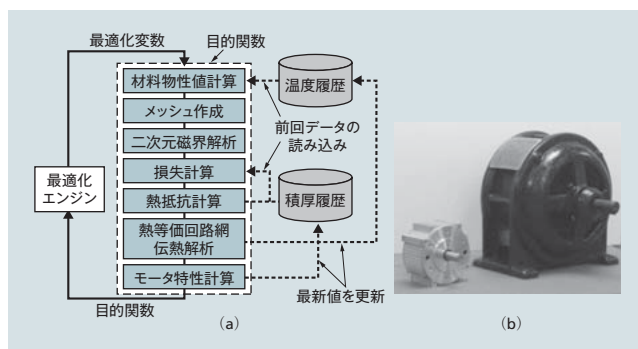 最適化変数
目的関数
材料物性値計算
メッシュ作成
二次元磁界解析
損失計算
熱抵抗計算
熱等価回路網
伝熱解析
モータ特性計算
最適化
エンジン
目的関数
温度履歴
前回データの
読み込み
積厚履歴
最新値を更新
(a)
(b)